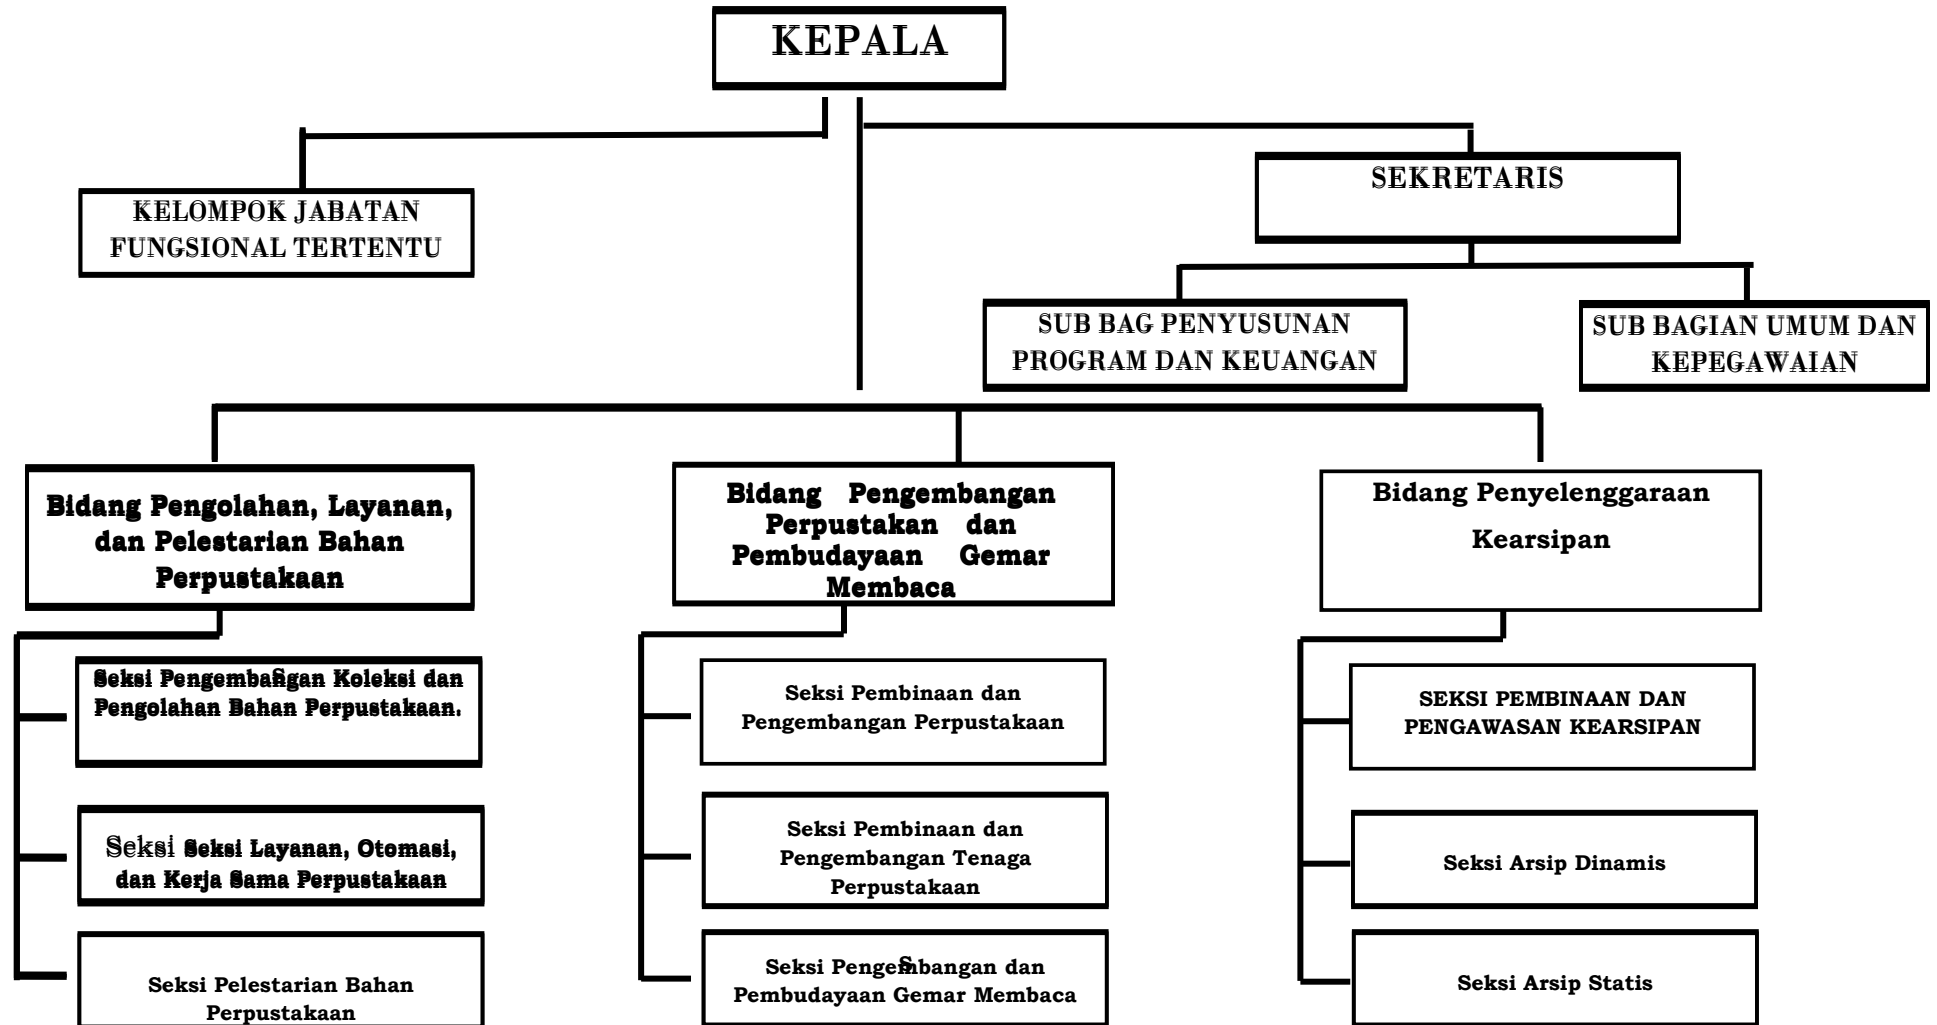 KEPALA
SEKRETARIS
KELOMPOK JABATAN
FUNGSIONAL TERTENTU
SUB BAG PENYUSUNAN
PROGRAM DAN KEUANGAN
SUB BAGIAN UMUM DAN
KEPEGAWAIAN
Bidang Pengolahan, Layanan,
dan Pelestarian Bahan
Perpustakaan
Bidang Pengembangan
Perpustakan dan
Pembudayaan Gemar
Membaca
Bidang Penyelenggaraan
Kearsipan
Seksi Pengembangan Koleksi dan
Pengolahan Bahan Perpustakaan.
Seksi Pembinaan dan
Pengembangan Perpustakaan
SEKSI PEMBINAAN DAN
PENGAWASAN KEARSIPAN
Seksi Seksi Layanan, Otomasi,
dan Kerja Sama Perpustakaan
Seksi Pembinaan dan
Pengembangan Tenaga
Perpustakaan
Seksi Arsip Dinamis
Seksi Pelestarian Bahan
Perpustakaan
Seksi Pengembangan dan
Pembudayaan Gemar Membaca
Seksi Arsip Statis